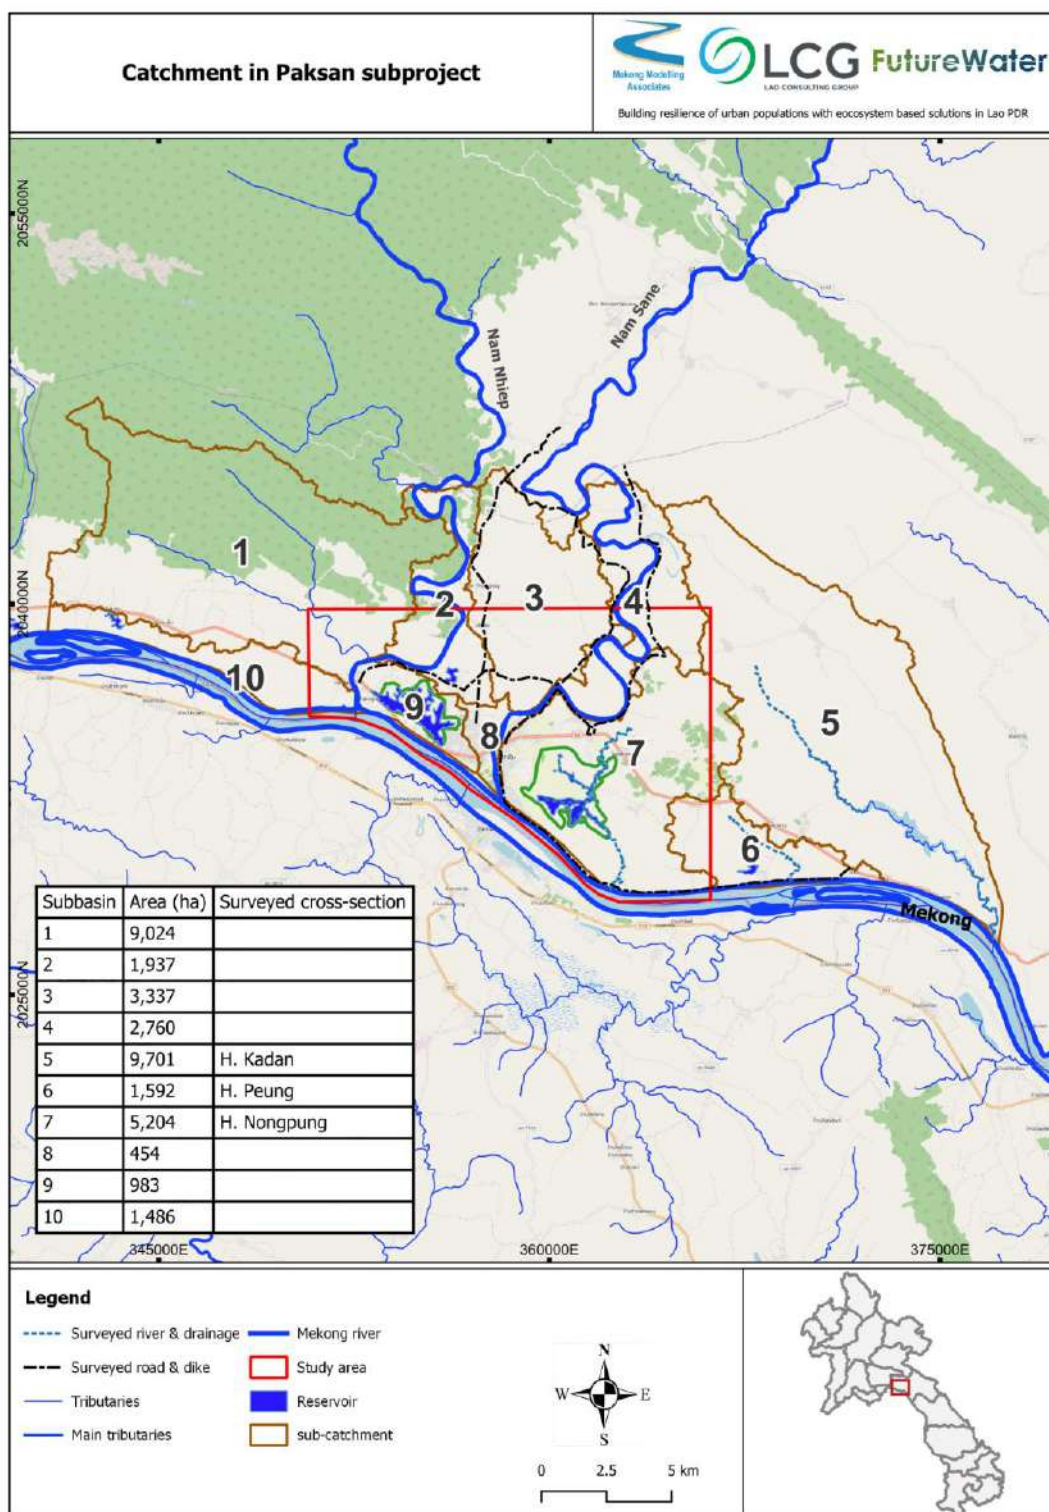 Catchment in Paksan subproject
Mekong Modelling
Associates
LCG
LAO CONSULTING GROUP
FutureWater
Building resilience of urban populations with eocosystem based solutions in Lao PDR
2055000N
2040000N
2025000N
Nam Nhiep
Nam Sane
1
2
3
4
5
6
7
8
9
10
Mekong
Subbasin Area (ha) Surveyed cross-section
1 9,024
2 1,937
3 3,337
4 2,760
5 9,701 H. Kadan
6 1,592 H. Peung
7 5,204 H. Nongpung
8 454
9 983
10 1,486
345000E
360000E
375000E
Legend
Surveyed river & drainage
Surveyed road & dike
Tributaries
Main tributaries
Mekong river
Study area
Reservoir
sub-catchment
N
W E
S
0 2.5 5 km